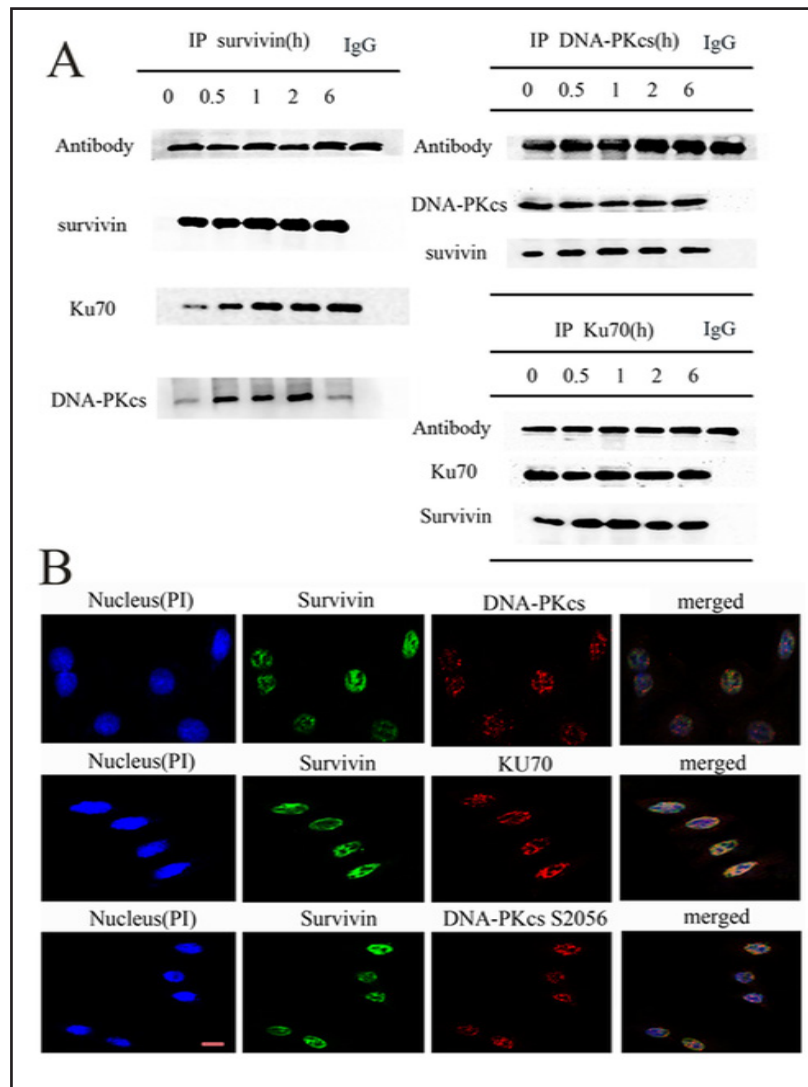 A
IP survivin(h) IgG
0 0.5 1 2 6
Antibody
survivin
Ku70
DNA-PKcs
IP DNA-PKcs(h) IgG
0 0.5 1 2 6
Antibody
DNA-PKcs
suvivin
IP Ku70(h) IgG
0 0.5 1 2 6
Antibody
Ku70
Survivin
B
Nucleus(PI) Survivin DNA-PKcs merged
Nucleus(PI) Survivin KU70 merged
Nucleus(PI) Survivin DNA-PKcs S2056 merged